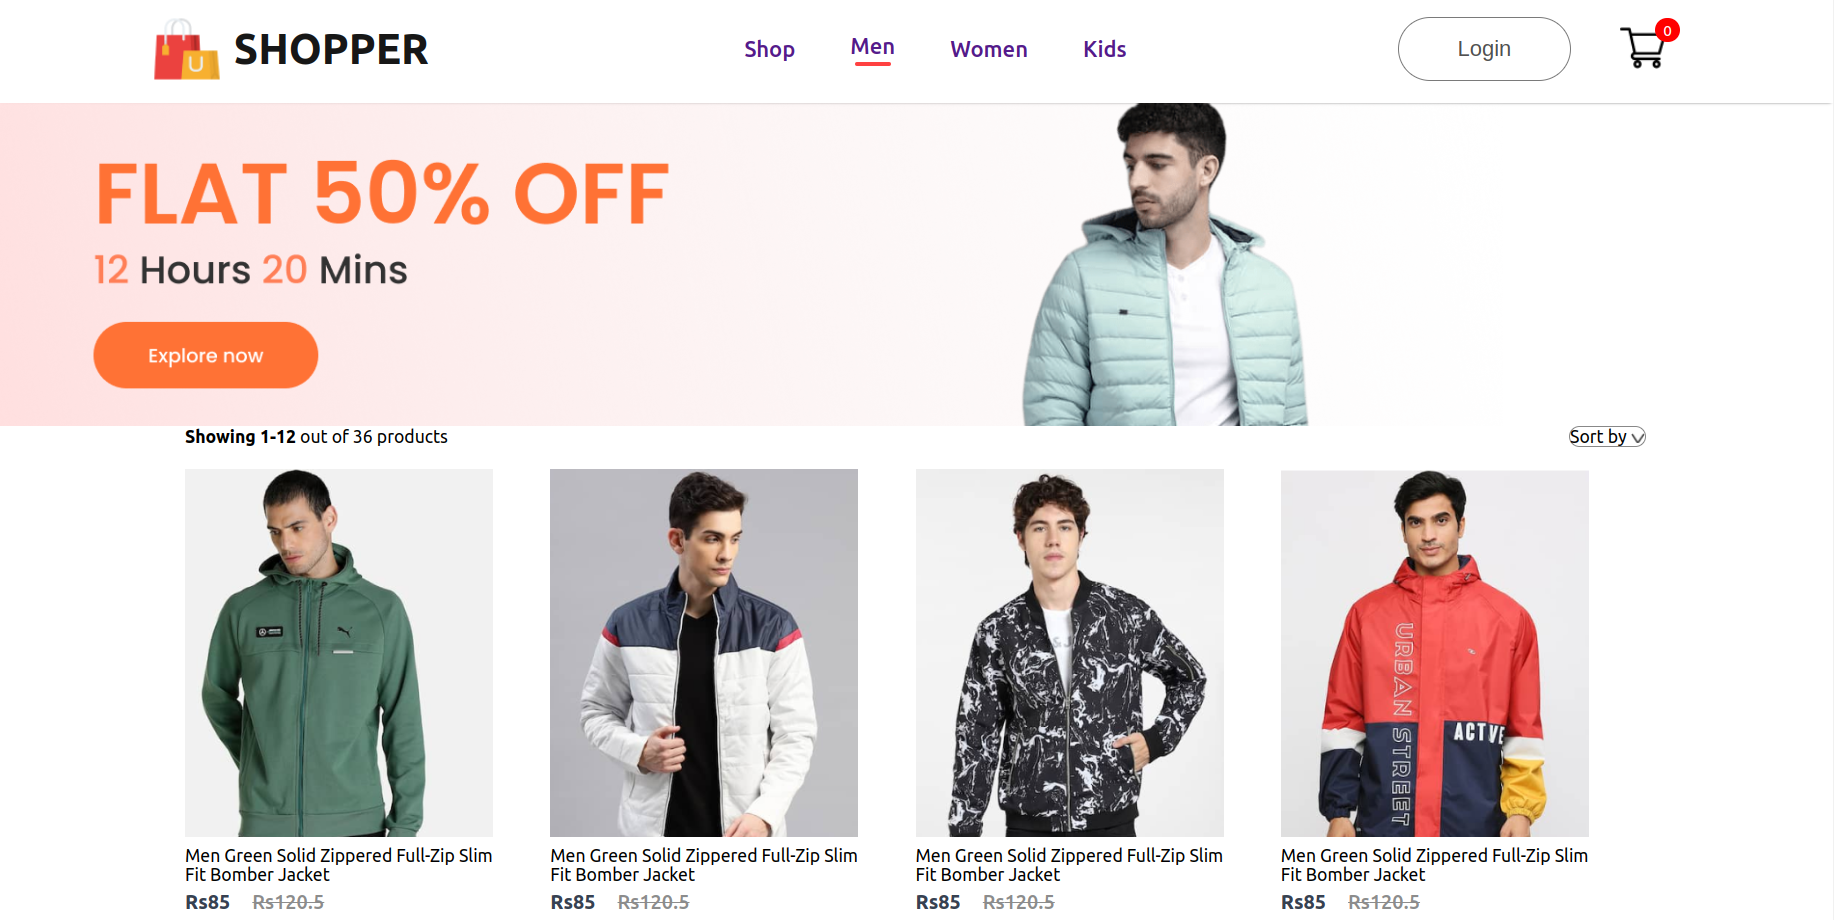 SHOPPER
Shop
Men
Women
Kids
Login
0
FLAT 50% OFF
12 Hours 20 Mins
Explore now
Showing 1-12 out of 36 products
Sort by
URBAN STREET
ACTIVE
Men Green Solid Zippered Full-Zip Slim
Fit Bomber Jacket
Rs85 Rs120.5
Men Green Solid Zippered Full-Zip Slim
Fit Bomber Jacket
Rs85 Rs120.5
Men Green Solid Zippered Full-Zip Slim
Fit Bomber Jacket
Rs85 Rs120.5
Men Green Solid Zippered Full-Zip Slim
Fit Bomber Jacket
Rs85 Rs120.5